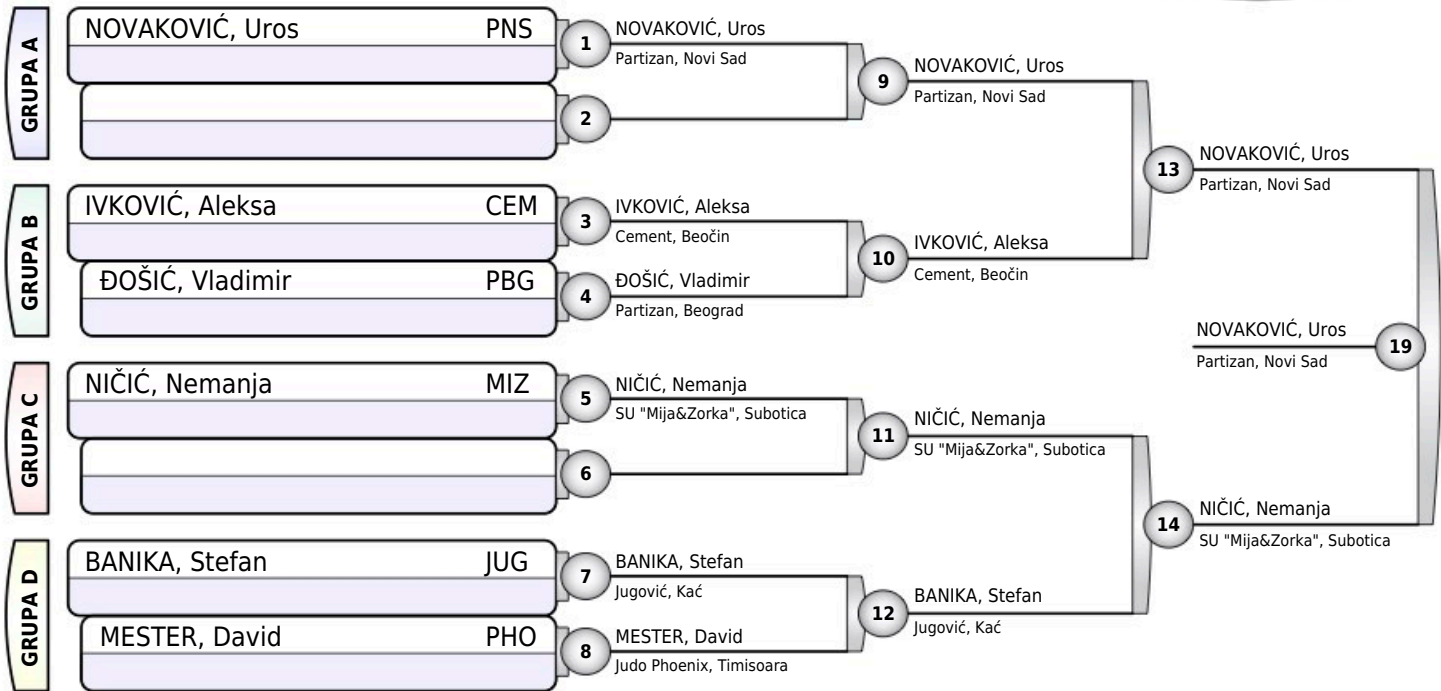 GRUPA A
NOVAKOVIĆ, Uros PNS
1
NOVAKOVIĆ, Uros
Partizan, Novi Sad
2
9
NOVAKOVIĆ, Uros
Partizan, Novi Sad
GRUPA B
IVKOVIĆ, Aleksa CEM
3
IVKOVIĆ, Aleksa
Cement, Beočin
ĐOŠIĆ, Vladimir PBG
4
ĐOŠIĆ, Vladimir
Partizan, Beograd
10
IVKOVIĆ, Aleksa
Cement, Beočin
13
NOVAKOVIĆ, Uros
Partizan, Novi Sad
GRUPA C
NIČIĆ, Nemanja MIZ
5
NIČIĆ, Nemanja
SU "Mija&Zorka", Subotica
6
11
NIČIĆ, Nemanja
SU "Mija&Zorka", Subotica
GRUPA D
BANIKA, Stefan JUG
7
BANIKA, Stefan
Jugović, Kać
MESTER, David PHO
8
MESTER, David
Judo Phoenix, Timisoara
12
BANIKA, Stefan
Jugović, Kać
14
NIČIĆ, Nemanja
SU "Mija&Zorka", Subotica
NOVAKOVIĆ, Uros
Partizan, Novi Sad
19